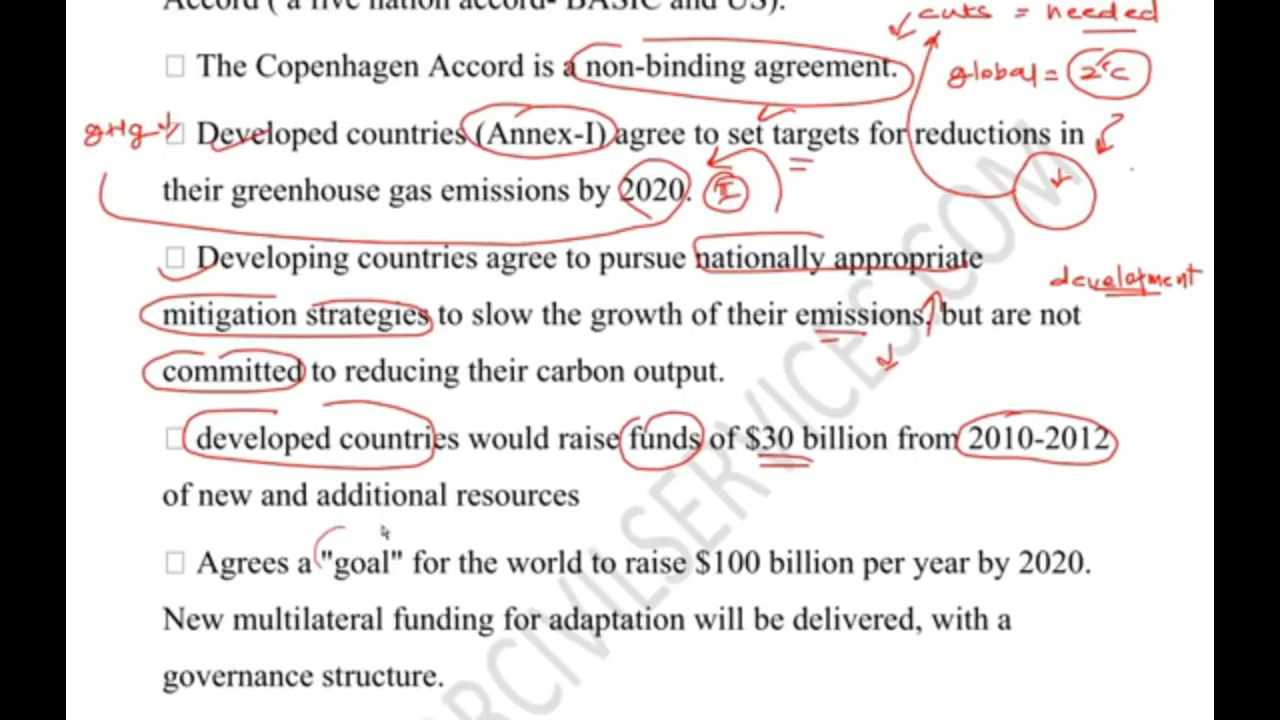 Accord ( a five nation accord- BASIC and US).
cuts = needed
□ The Copenhagen Accord is a non-binding agreement.
global = 2°C
ghg ↓
□ Developed countries (Annex-I) agree to set targets for reductions in
their greenhouse gas emissions by 2020. I
□ Developing countries agree to pursue nationally appropriate
development
mitigation strategies to slow the growth of their emissions, but are not
committed to reducing their carbon output.
□ developed countries would raise funds of $30 billion from 2010-2012
of new and additional resources
□ Agrees a "goal" for the world to raise $100 billion per year by 2020.
New multilateral funding for adaptation will be delivered, with a
governance structure.
RCIVILSERVICES.COM